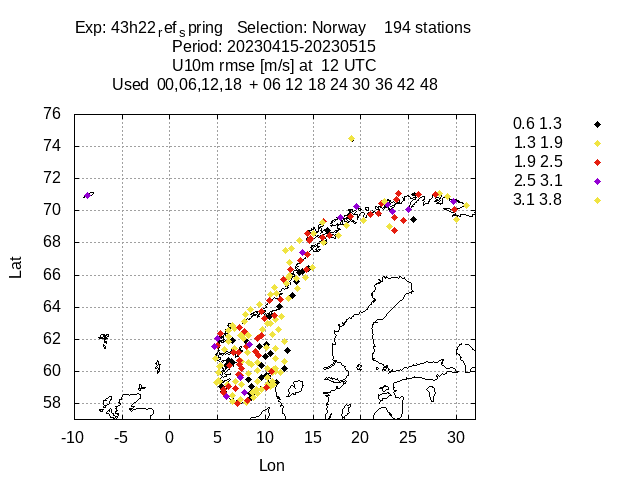 Exp: 43h22refspring Selection: Norway 194 stations
Period: 20230415-20230515
U10m rmse [m/s] at 12 UTC
Used 00,06,12,18 + 06 12 18 24 30 36 42 48
76
74
72
70
68
66
64
62
60
58
Lat
-10 -5 0 5 10 15 20 25 30
Lon
0.6 1.3
1.3 1.9
1.9 2.5
2.5 3.1
3.1 3.8